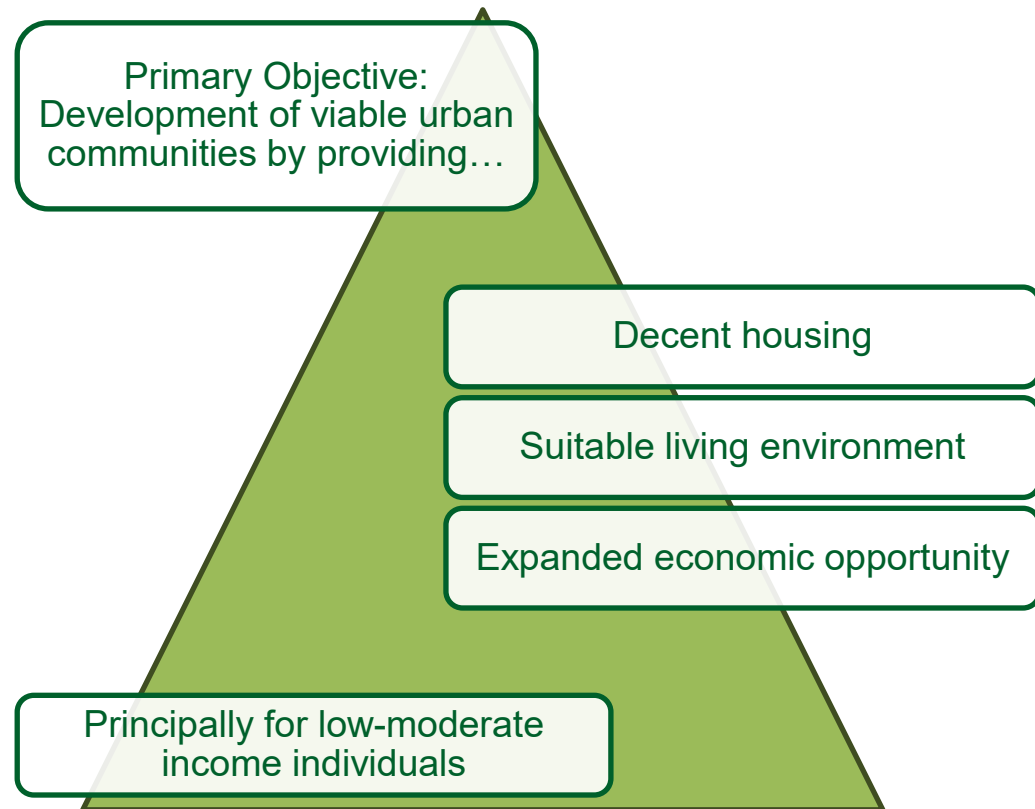 Primary Objective:
Development of viable urban
communities by providing…
Decent housing
Suitable living environment
Expanded economic opportunity
Principally for low-moderate
income individuals